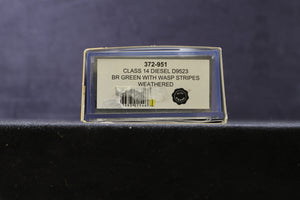 372-951
CLASS 14 DIESEL D9523
BR GREEN WITH WASP STRIPES
WEATHERED